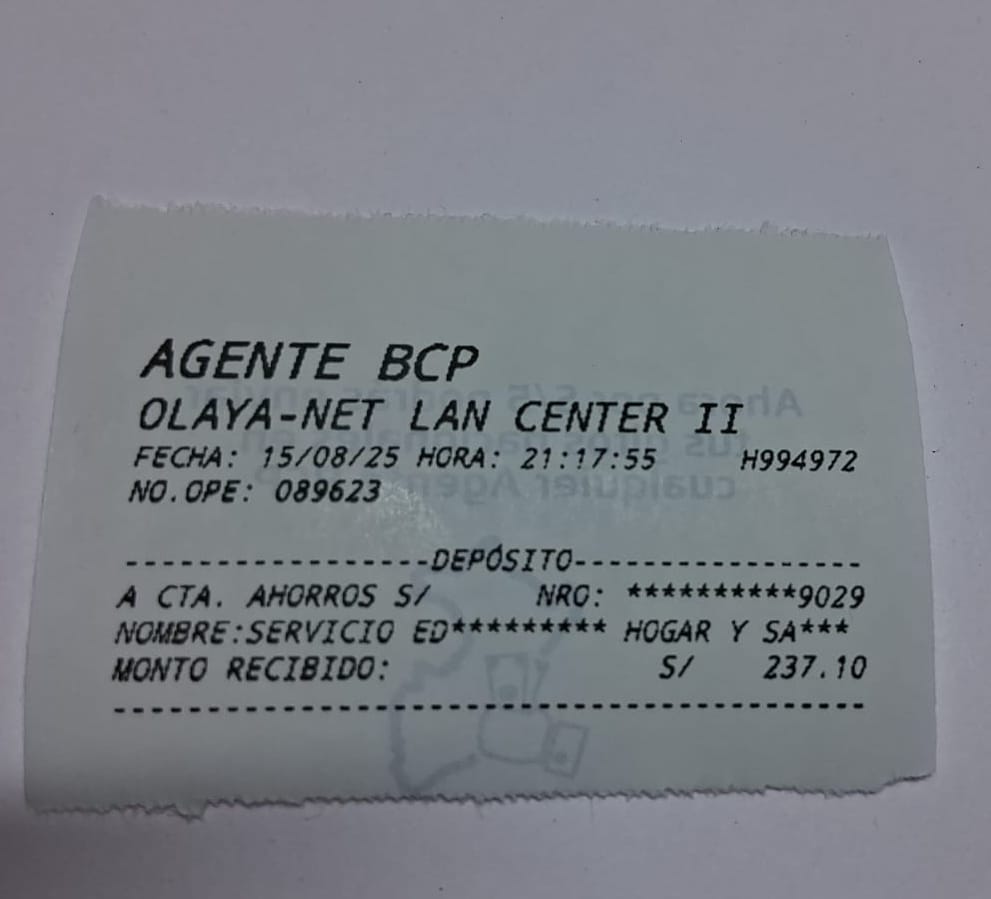 AGENTE BCP
OLAYA-NET LAN CENTER II
FECHA: 15/08/25 HORA: 21:17:55 H994972
NO.OPE: 089623
-----------------DEPÓSITO-----------------
A CTA. AHORROS S/ NRO: **********9029
NOMBRE:SERVICIO ED********* HOGAR Y SA***
MONTO RECIBIDO: S/ 237.10
------------------------------------------